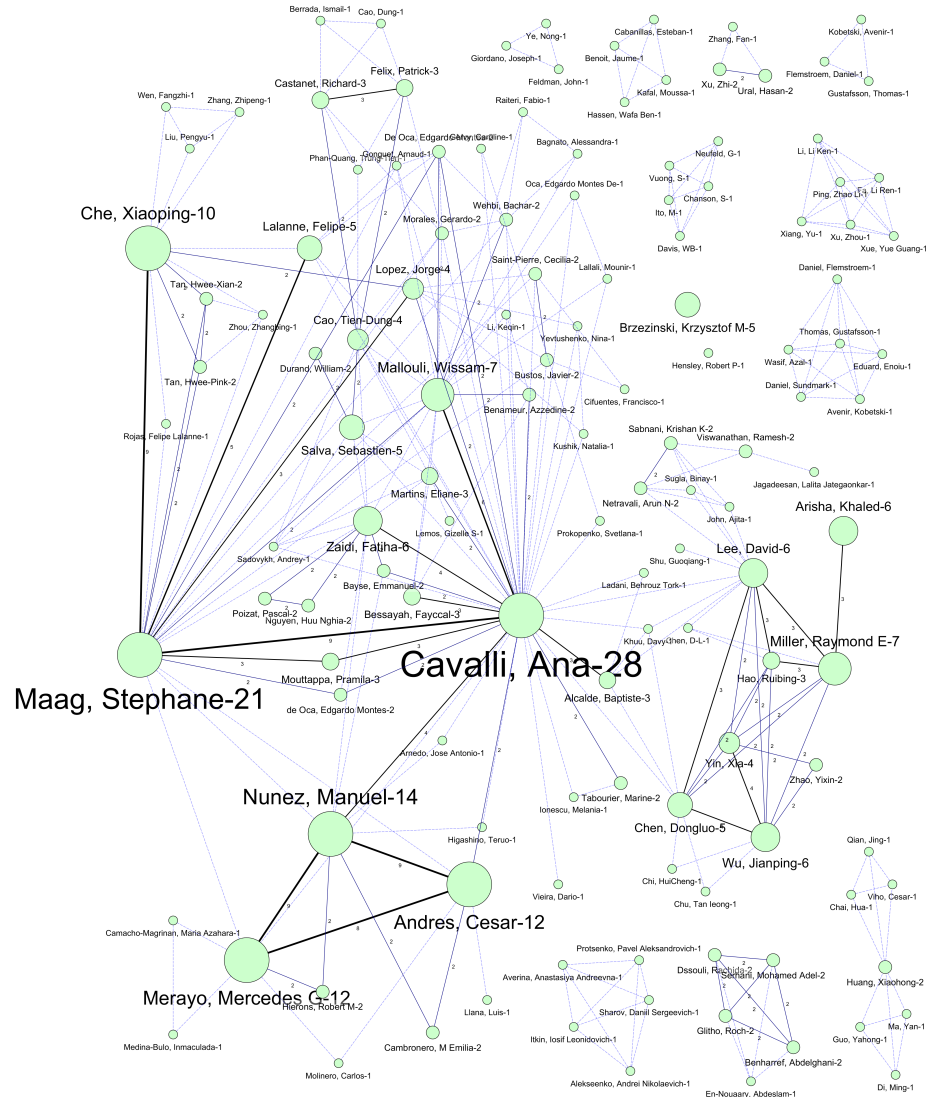 Berrada, Ismail-1
Cao, Dung-1
Ye, Nong-1
Giordano, Joseph-1
Feldman, John-1
Cabanillas, Esteban-1
Benoit, Jaume-1
Kafal, Moussa-1
Hassen, Wafa Ben-1
Zhang, Fan-1
Xu, Zhi-2
2
Ural, Hasan-2
Kobetski, Avenir-1
Flemstroem, Daniel-1
Gustafsson, Thomas-1
Felix, Patrick-3
Castanet, Richard-3
3
Raiteri, Fabio-1
Wen, Fangzhi-1
Zhang, Zhipeng-1
Liu, Pengyu-1
Bagnato, Alessandra-1
Oca, Edgardo Montes De-1
Wehbi, Bachar-2
Morales, Gerardo-2
Neufeld, G-1
Vuong, S-1
Chanson, S-1
Ito, M-1
Davis, WB-1
Li, Li Ken-1
Ping, Zhao Li-1
Xiang, Yu-1
Xu, Zhou-1
Xue, Yue Guang-1
Che, Xiaoping-10
Lalanne, Felipe-5
Lopez, Jorge-4
Saint-Pierre, Cecilia-2
Lallali, Mounir-1
Tan, Hwee-Xian-2
Zhou, Zhangbing-1
Cao, Tien-Dung-4
Li, Keqin-1
Yevtushenko, Nina-1
Daniel, Flemstroem-1
Thomas, Gustafsson-1
Wasif, Azal-1
Eduard, Enoiu-1
Daniel, Sundmark-1
Avenir, Kobetski-1
Brzezinski, Krzysztof M-5
Hensley, Robert P-1
Tan, Hwee-Pink-2
Durand, William-2
Mallouli, Wissam-7
Bustos, Javier-2
Cifuentes, Francisco-1
Benameur, Azzedine-2
Rojas, Felipe Lalanne-1
Salva, Sebastien-5
Kushik, Natalia-1
Sabnani, Krishan K-2
Viswanathan, Ramesh-2
Jagadeesan, Lalita Jategaonkar-1
Sugla, Binay-1
Netravali, Arun N-2
John, Ajita-1
Martins, Eliane-3
Lemos, Gizelle S-1
Prokopenko, Svetlana-1
Arisha, Khaled-6
Zaidi, Fatiha-6
Sadovykh, Andrey-1
Bayse, Emmanuel-2
Bessayah, Fayccal-3
Poizat, Pascal-2
Nguyen, Huu Nghia-2
Lee, David-6
Shu, Guoqiang-1
Ladani, Behrouz Tork-1
Miller, Raymond E-7
Hao, Ruibing-3
Cavalli, Ana-28
Maag, Stephane-21
Mouttappa, Pramila-3
de Oca, Edgardo Montes-2
Alcalde, Baptiste-3
Arnedo, Jose Antonio-1
Yin, Xia-4
Zhao, Yixin-2
Tabourier, Marine-2
Ionescu, Melania-1
Nunez, Manuel-14
Higashino, Teruo-1
Chen, Dongluo-5
Wu, Jianping-6
Chi, HuiCheng-1
Chu, Tan Ieong-1
Vieira, Dario-1
Andres, Cesar-12
Qian, Jing-1
Viho, Cesar-1
Chai, Hua-1
Camacho-Magrinan, Maria Azahara-1
Merayo, Mercedes G-12
Hierons, Robert M-2
Llana, Luis-1
Cambronero, M Emilia-2
Medina-Bulo, Inmaculada-1
Molinero, Carlos-1
Protsenko, Pavel Aleksandrovich-1
Averina, Anastasiya Andreevna-1
Sharov, Daniil Sergeevich-1
Itkin, Iosif Leonidovich-1
Alekseenko, Andrei Nikolaevich-1
Dssouli, Rachida-2
Mohamed Adel-2
Glitho, Roch-2
Benharref, Abdelghani-2
En-Nouaary, Abdeslam-1
Huang, Xiaohong-2
Ma, Yan-1
Guo, Yahong-1
Di, Ming-1